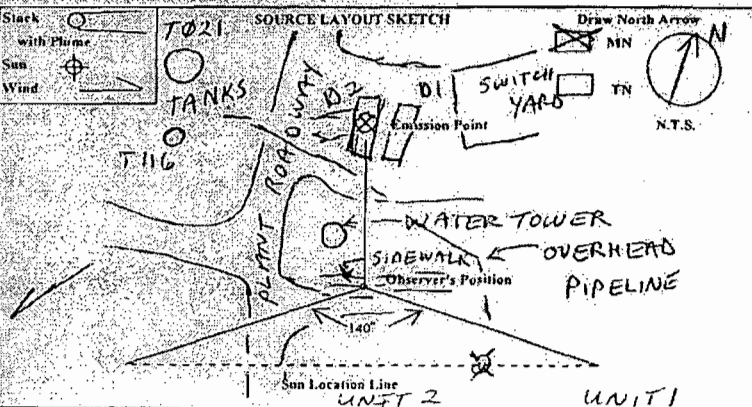 Stack
with Plume
Sun
Wind
SOURCE LAYOUT SKETCH
Draw North Arrow
MN
TN
N
N.T.S.
TØ21
TANKS
T116
PLANT ROADWAY
D2
D1
SWITCH
YARD
Emission Point
WATER TOWER
SIDEWALK
OVERHEAD
PIPELINE
Observer's Position
140°
Sun Location Line
UNIT 2
UNIT 1